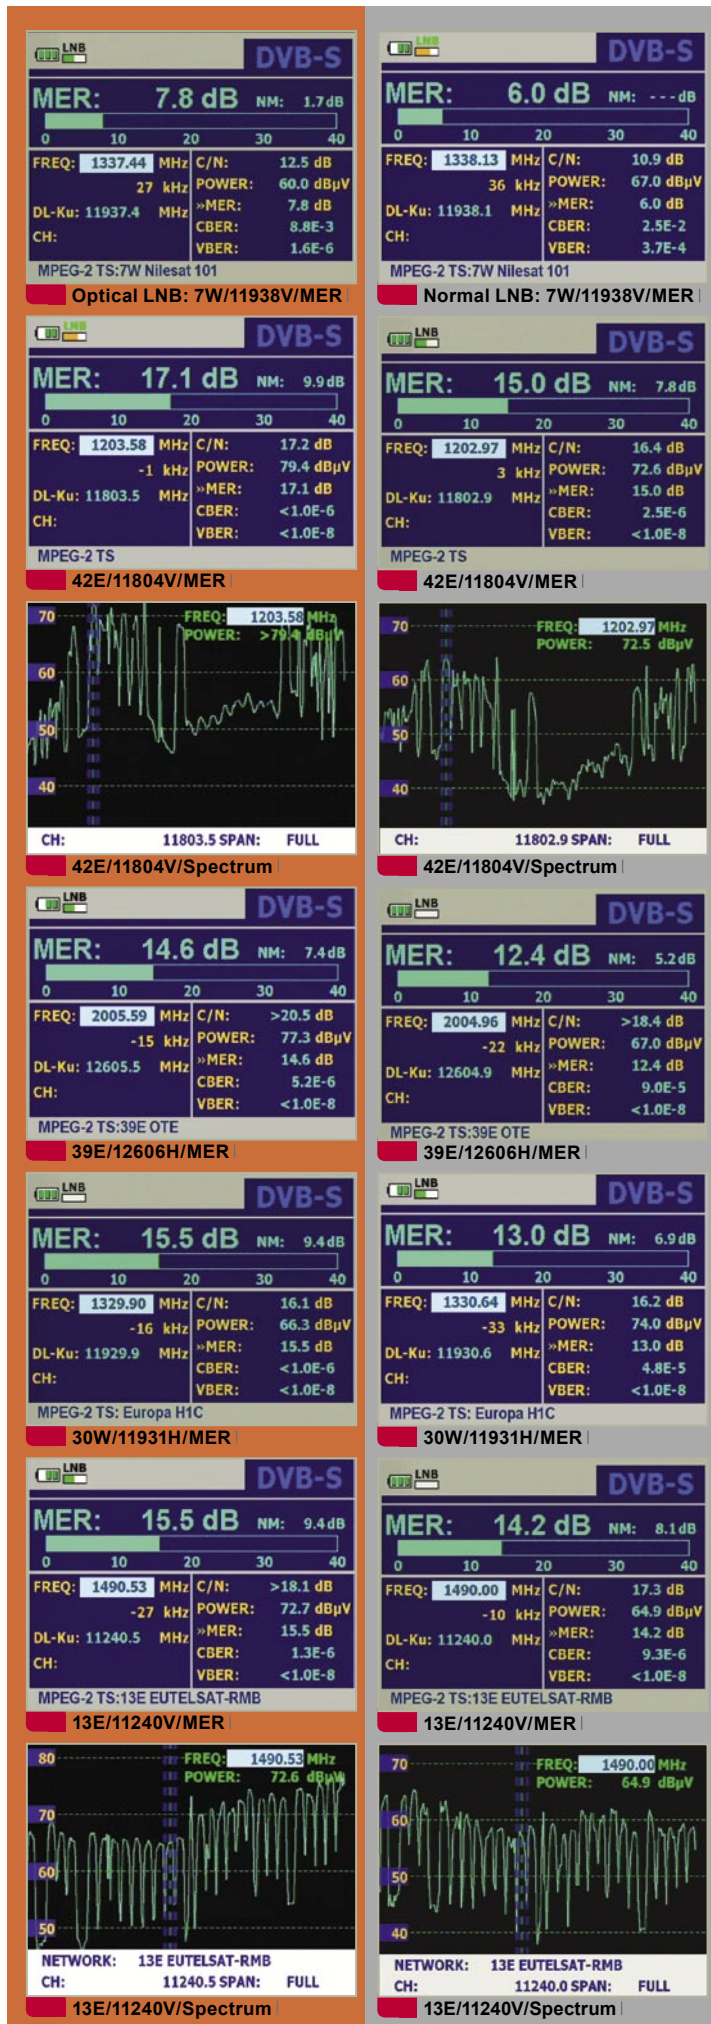 LNB
DVB-S
MER: 7.8 dB NM: 1.7 dB
0 10 20 30 40
FREQ: 1337.44 MHz C/N: 12.5 dB
27 kHz POWER: 60.0 dBµV
DL-Ku: 11937.4 MHz »MER: 7.8 dB
CBER: 8.8E-3
CH:
VBER: 1.6E-6
MPEG-2 TS:7W Nilesat 101
Optical LNB: 7W/11938V/MER
LNB
DVB-S
MER: 6.0 dB NM: ---dB
0 10 20 30 40
FREQ: 1338.13 MHz C/N: 10.9 dB
36 kHz POWER: 67.0 dBµV
DL-Ku: 11938.1 MHz »MER: 6.0 dB
CBER: 2.5E-2
CH:
VBER: 3.7E-4
MPEG-2 TS:7W Nilesat 101
Normal LNB: 7W/11938V/MER
LNB
DVB-S
MER: 17.1 dB NM: 9.9 dB
0 10 20 30 40
FREQ: 1203.58 MHz C/N: 17.2 dB
-1 kHz POWER: 79.4 dBµV
DL-Ku: 11803.5 MHz »MER: 17.1 dB
CBER: <1.0E-6
CH:
VBER: <1.0E-8
MPEG-2 TS
42E/11804V/MER
LNB
DVB-S
MER: 15.0 dB NM: 7.8 dB
0 10 20 30 40
FREQ: 1202.97 MHz C/N: 16.4 dB
3 kHz POWER: 72.6 dBµV
DL-Ku: 11802.9 MHz »MER: 15.0 dB
CBER: 2.5E-6
CH:
VBER: <1.0E-8
MPEG-2 TS
42E/11804V/MER
70
FREQ: 1203.58 MHz
POWER: >79.4 dBµV
60
50
40
CH: 11803.5 SPAN: FULL
42E/11804V/Spectrum
70
FREQ: 1202.97 MHz
POWER: 72.5 dBµV
60
50
40
CH: 11802.9 SPAN: FULL
42E/11804V/Spectrum
LNB
DVB-S
MER: 14.6 dB NM: 7.4 dB
0 10 20 30 40
FREQ: 2005.59 MHz C/N: >20.5 dB
-15 kHz POWER: 77.3 dBµV
DL-Ku: 12605.5 MHz »MER: 14.6 dB
CBER: 5.2E-6
CH:
VBER: <1.0E-8
MPEG-2 TS:39E OTE
39E/12606H/MER
LNB
DVB-S
MER: 12.4 dB NM: 5.2 dB
0 10 20 30 40
FREQ: 2004.96 MHz C/N: >18.4 dB
-22 kHz POWER: 67.0 dBµV
DL-Ku: 12604.9 MHz »MER: 12.4 dB
CBER: 9.0E-5
CH:
VBER: <1.0E-8
MPEG-2 TS:39E OTE
39E/12606H/MER
LNB
DVB-S
MER: 15.5 dB NM: 9.4 dB
0 10 20 30 40
FREQ: 1329.90 MHz C/N: 16.1 dB
-16 kHz POWER: 66.3 dBµV
DL-Ku: 11929.9 MHz »MER: 15.5 dB
CBER: <1.0E-6
CH:
VBER: <1.0E-8
MPEG-2 TS: Europa H1C
30W/11931H/MER
LNB
DVB-S
MER: 13.0 dB NM: 6.9 dB
0 10 20 30 40
FREQ: 1330.64 MHz C/N: 16.2 dB
-33 kHz POWER: 74.0 dBµV
DL-Ku: 11930.6 MHz »MER: 13.0 dB
CBER: 4.8E-5
CH:
VBER: <1.0E-8
MPEG-2 TS: Europa H1C
30W/11931H/MER
LNB
DVB-S
MER: 15.5 dB NM: 9.4 dB
0 10 20 30 40
FREQ: 1490.53 MHz C/N: >18.1 dB
-27 kHz POWER: 72.7 dBµV
DL-Ku: 11240.5 MHz »MER: 15.5 dB
CBER: 1.3E-6
CH:
VBER: <1.0E-8
MPEG-2 TS:13E EUTELSAT-RMB
13E/11240V/MER
LNB
DVB-S
MER: 14.2 dB NM: 8.1 dB
0 10 20 30 40
FREQ: 1490.00 MHz C/N: 17.3 dB
-10 kHz POWER: 64.9 dBµV
DL-Ku: 11240.0 MHz »MER: 14.2 dB
CBER: 9.3E-6
CH:
VBER: <1.0E-8
MPEG-2 TS:13E EUTELSAT-RMB
13E/11240V/MER
80
FREQ: 1490.53 MHz
POWER: 72.6 dBµV
70
60
50
NETWORK: 13E EUTELSAT-RMB
CH: 11240.5 SPAN: FULL
13E/11240V/Spectrum
70
FREQ: 1490.00 MHz
POWER: 64.9 dBµV
60
50
40
NETWORK: 13E EUTELSAT-RMB
CH: 11240.0 SPAN: FULL
13E/11240V/Spectrum